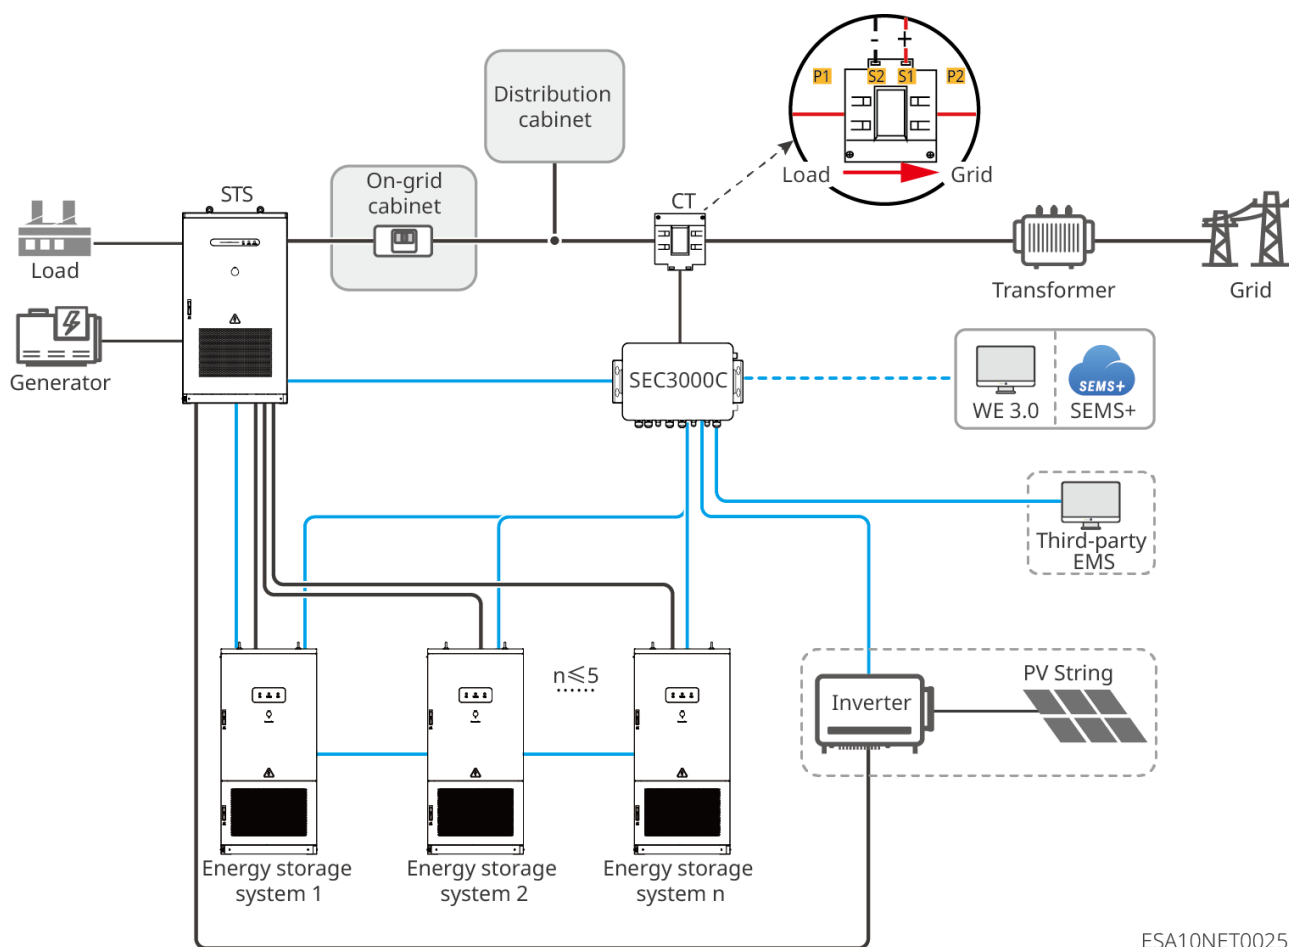 P1
S2
S1
P2
-
+
Load
Grid
Distribution
cabinet
On-grid
cabinet
STS
CT
Load
Transformer
Grid
Generator
SEC3000C
WE 3.0
SEMS+
SEMS+
Third-party
EMS
n≤5
......
PV String
Inverter
Energy storage
system 1
Energy storage
system 2
Energy storage
system n
ESA10NET0025